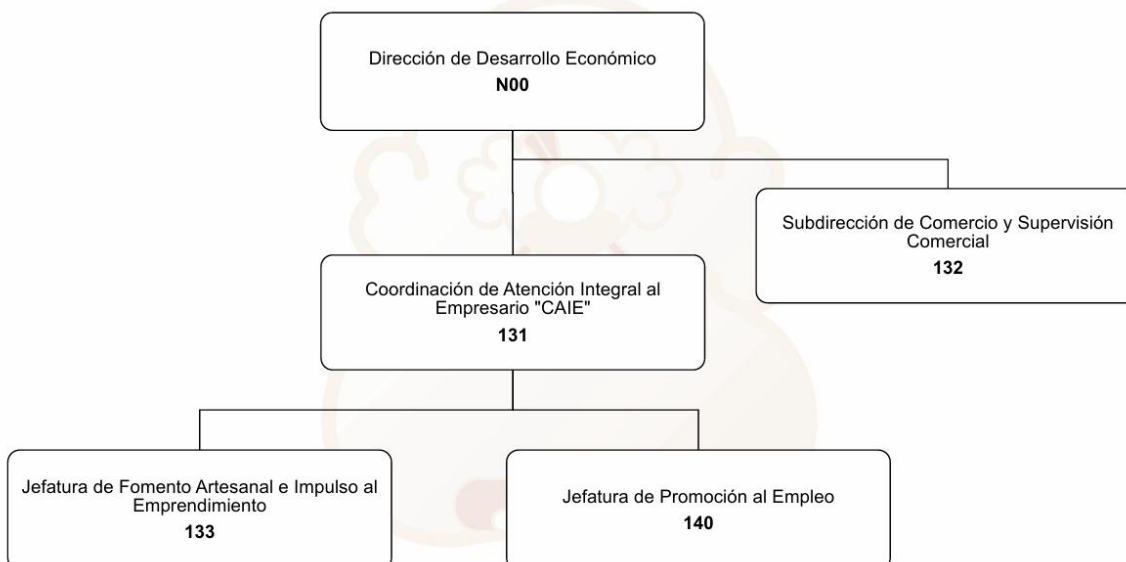 Dirección de Desarrollo Económico
N00
Subdirección de Comercio y Supervisión
Comercial
132
Coordinación de Atención Integral al
Empresario "CAIE"
131
Jefatura de Fomento Artesanal e Impulso al
Emprendimiento
133
Jefatura de Promoción al Empleo
140